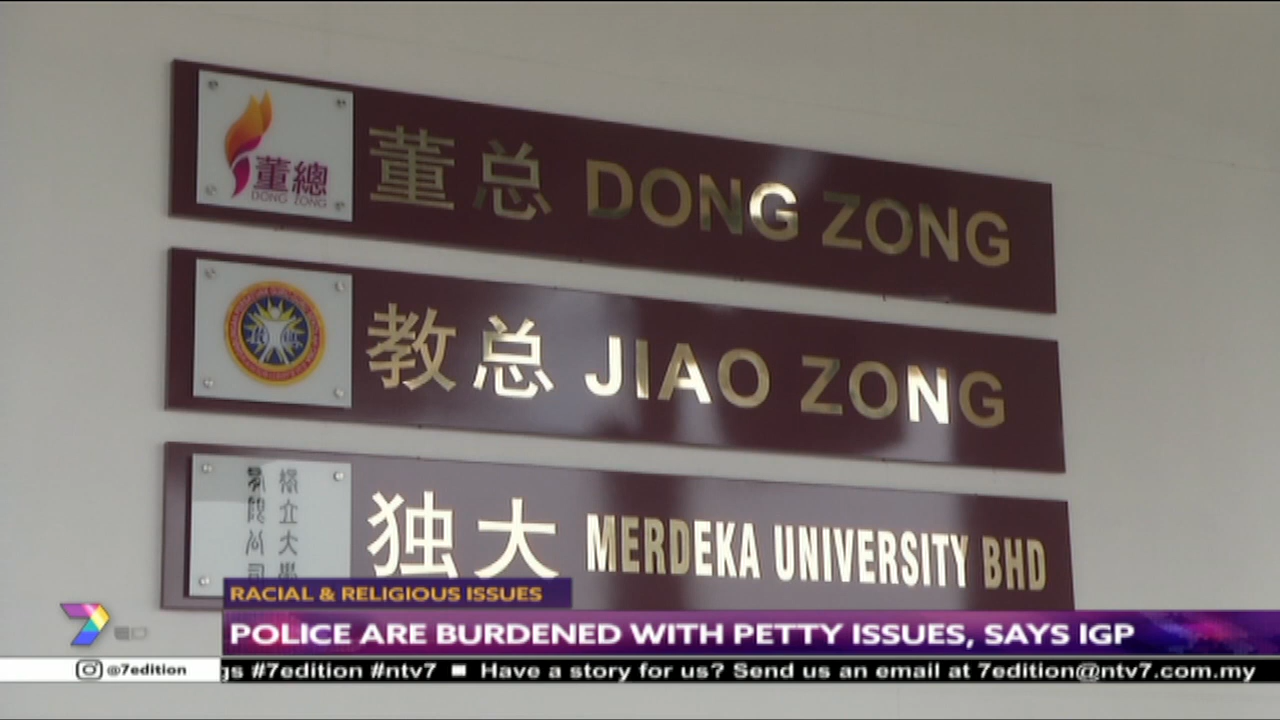 董總
DONG ZONG
董总 DONG ZONG
教总 JIAO ZONG
独大 MERDEKA UNIVERSITY BHD
RACIAL & RELIGIOUS ISSUES
7
POLICE ARE BURDENED WITH PETTY ISSUES, SAYS IGP
@7edition
#7edition #ntv7 ■ Have a story for us? Send us an email at 7edition@ntv7.com.my